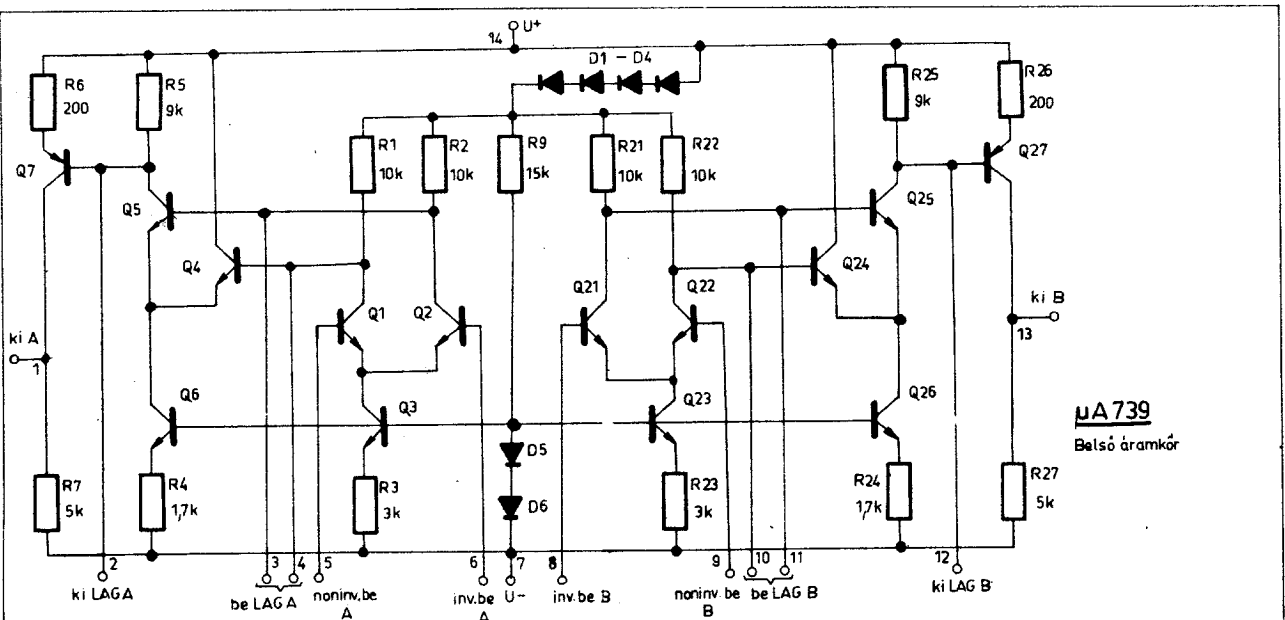 14 U+
D1 - D4
R6
200
R5
9k
R25
9k
R26
200
Q7
R1
10k
R2
10k
R9
15k
R21
10k
R22
10k
Q27
Q5
Q25
Q4
Q24
Q1
Q2
Q21
Q22
ki A
1
ki B
13
Q6
Q3
Q23
Q26
µA739
Belső áramkör
D5
D6
R7
5k
R4
1,7k
R3
3k
R23
3k
R24
1,7k
R27
5k
2
3
4
5
6
7
8
9
10
11
12
ki LAG A
be LAG A
noninv.be
A
inv.be
A
U-
inv.be B
noninv.be
B
be LAG B
ki LAG B